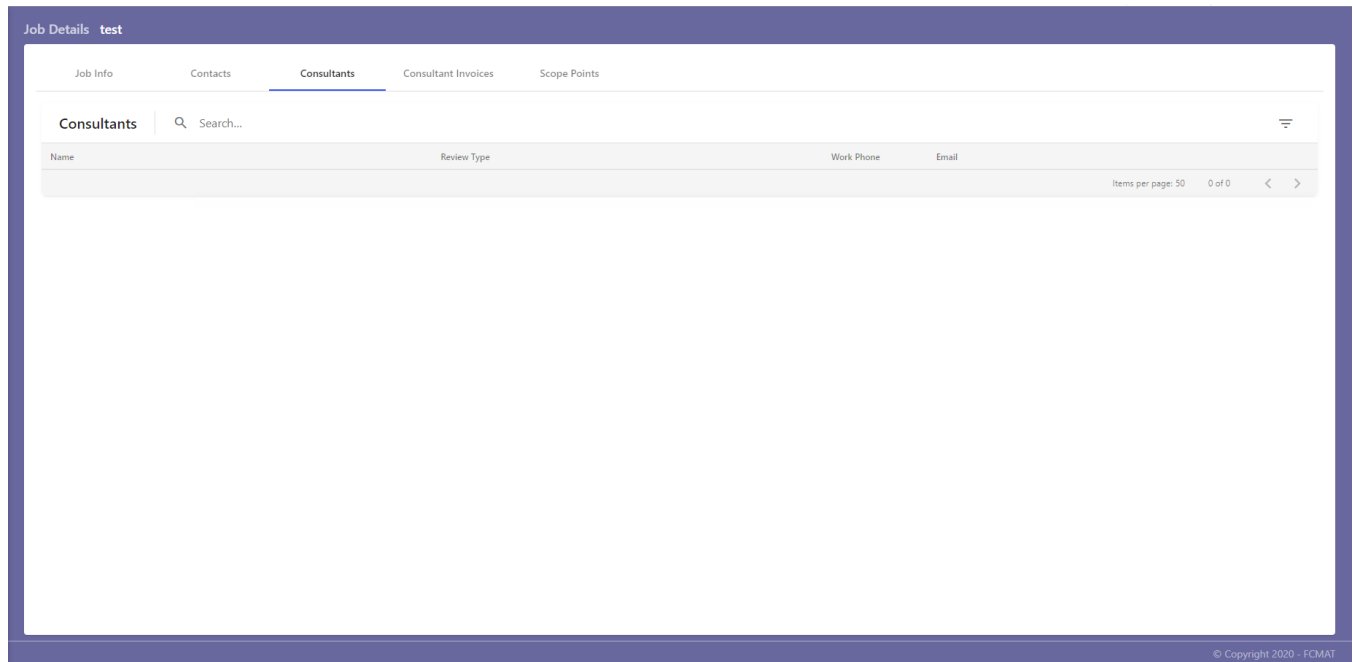 Job Details test
Job Info Contacts Consultants Consultant Invoices Scope Points
Consultants Search...
Name Review Type Work Phone Email
Items per page: 50 0 of 0
© Copyright 2020 - FCMAT